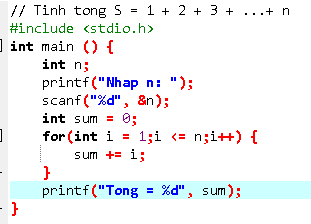 // Tinh tong S = 1 + 2 + 3 + ...+ n
#include <stdio.h>
int main () {
int n;
printf("Nhap n: ");
scanf("%d", &n);
int sum = 0;
for(int i = 1;i <= n;i++) {
sum += i;
}
printf("Tong = %d", sum);
}